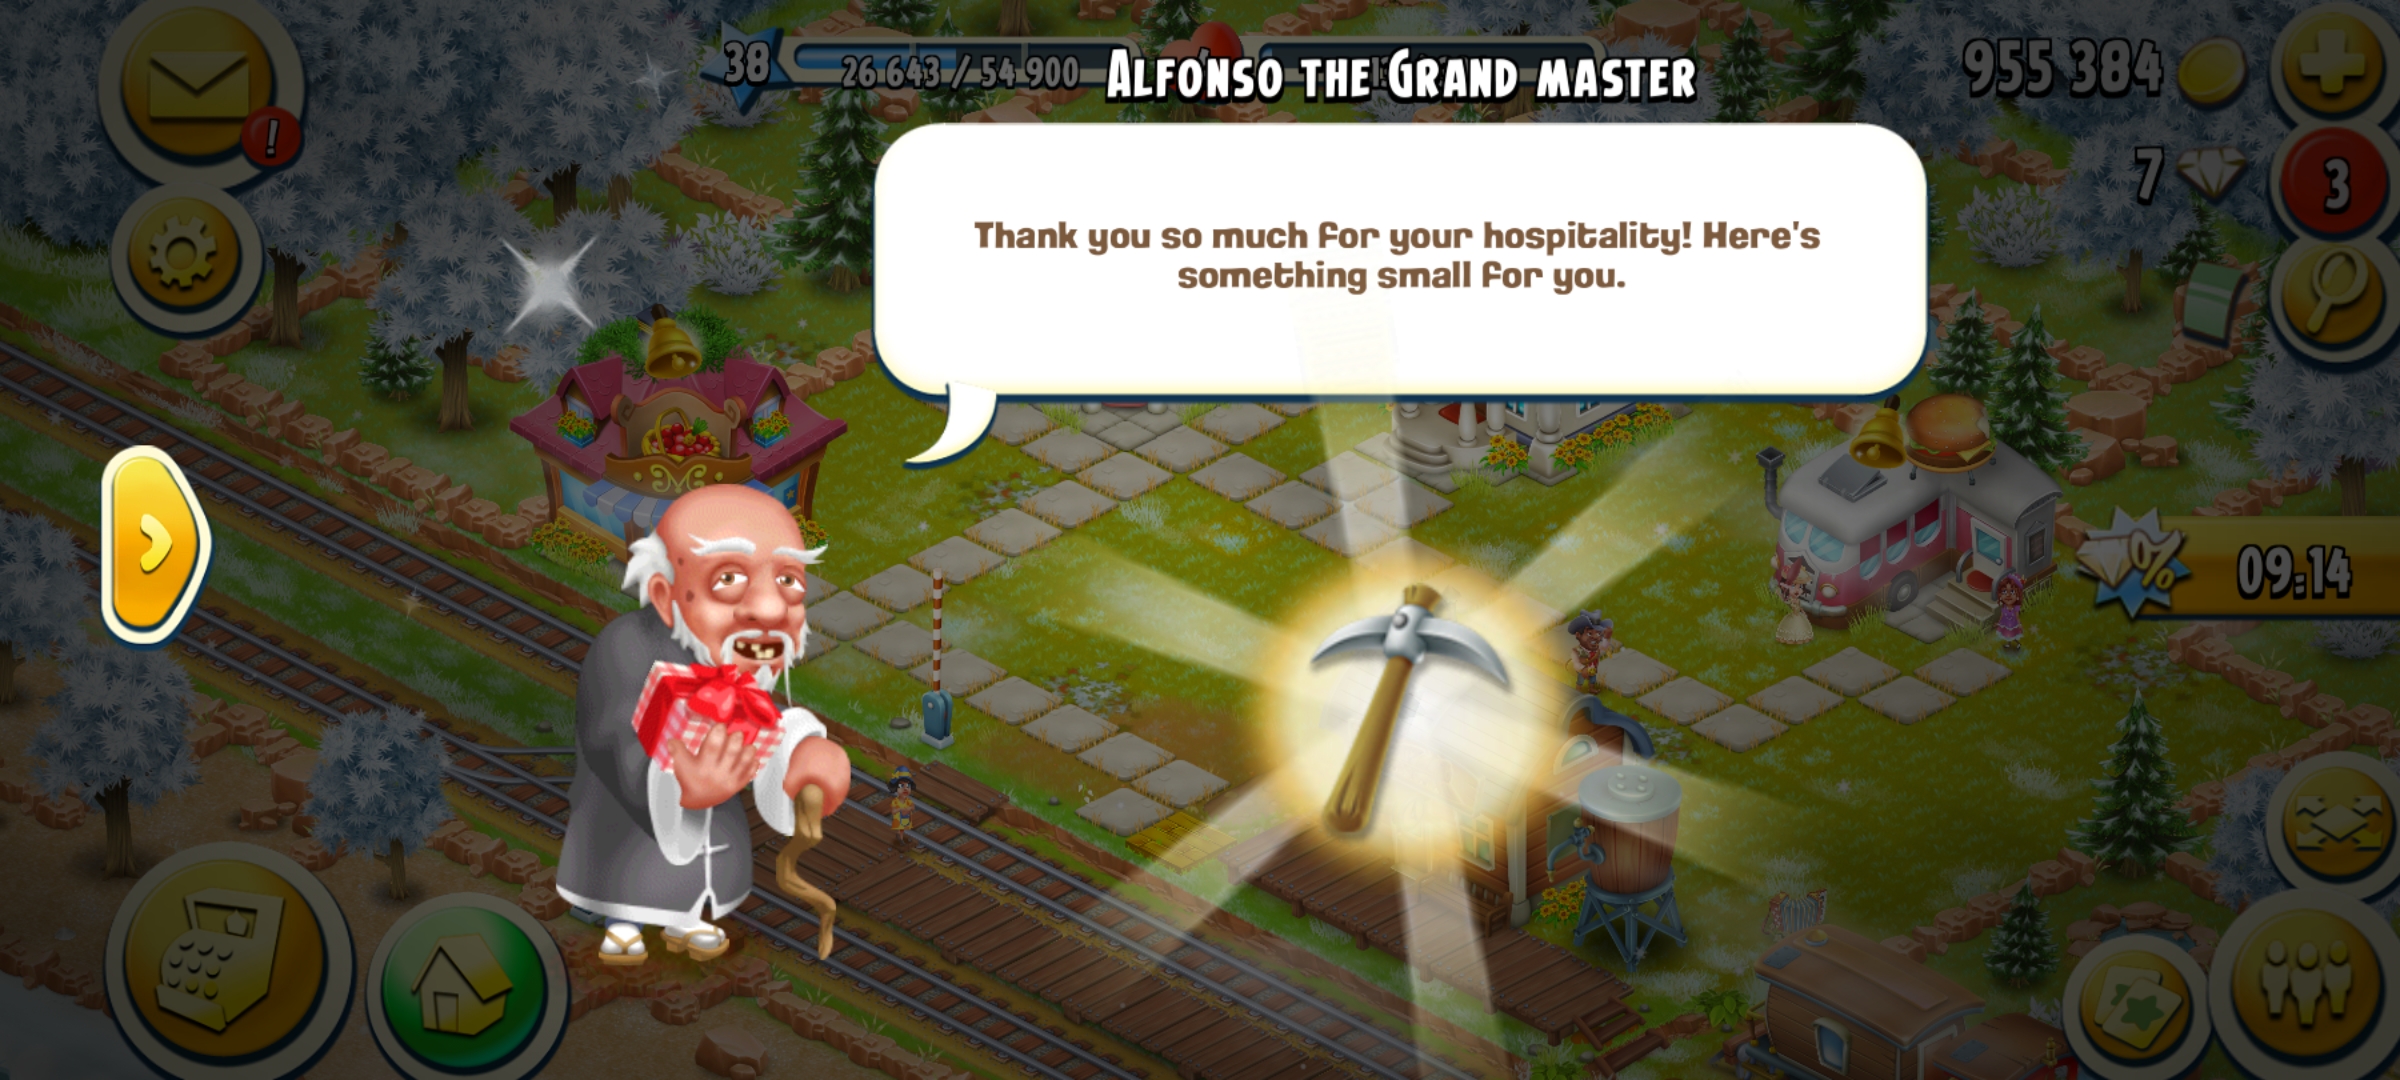 38
26 643 / 54 900
Alfonso the Grand master
955 384
!
7
3
Thank you so much for your hospitality! Here's
something small for you.
%
09:14